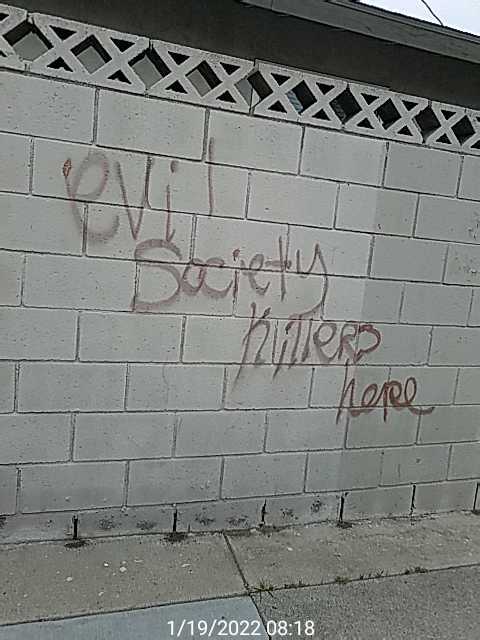 evil
Society
Killers
here
1/19/2022 08:18